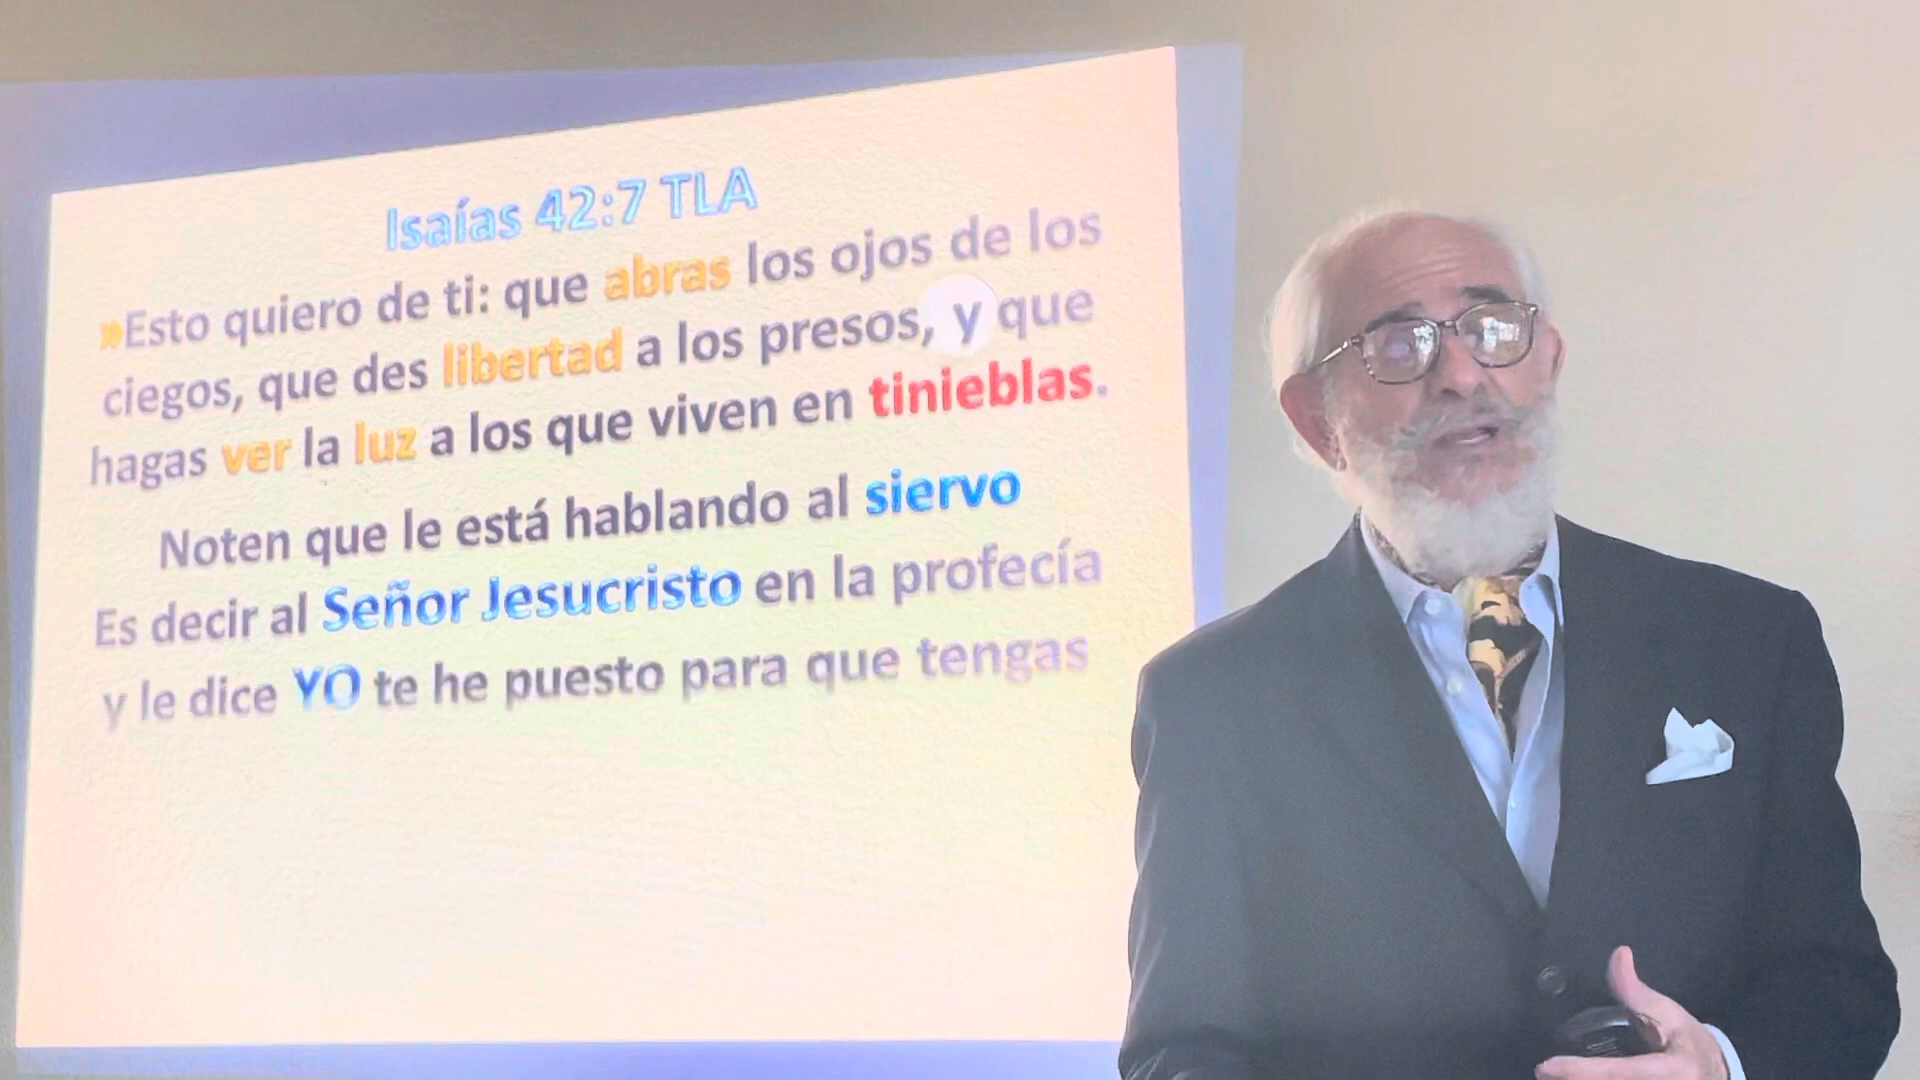 Isaías 42:7 TLA
»Esto quiero de ti: que abras los ojos de los
ciegos, que des libertad a los presos, y que
hagas ver la luz a los que viven en tinieblas.
Noten que le está hablando al siervo
Es decir al Señor Jesucristo en la profecía
y le dice YO te he puesto para que tengas